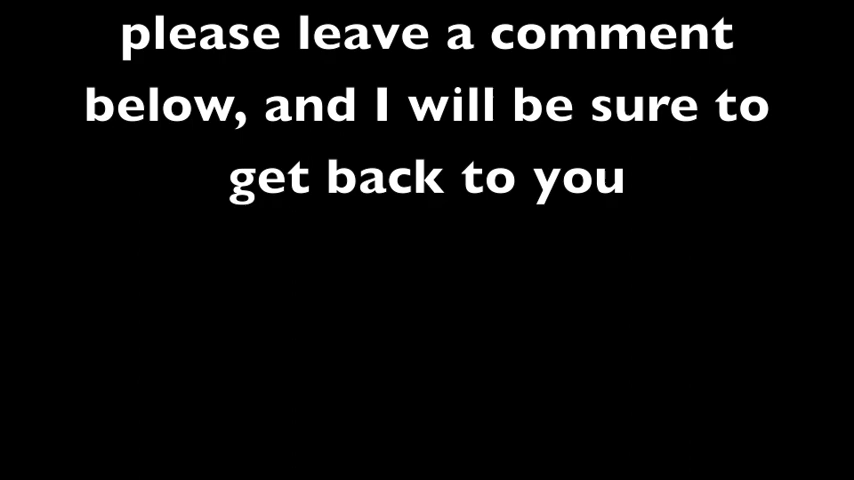 please leave a comment
below, and I will be sure to
get back to you